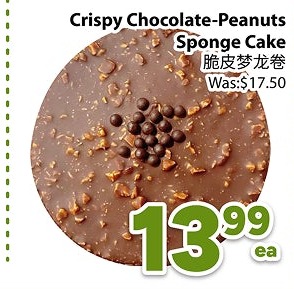 Crispy Chocolate-Peanuts
Sponge Cake
脆皮梦龙卷
Was:$17.50
13.99
ea